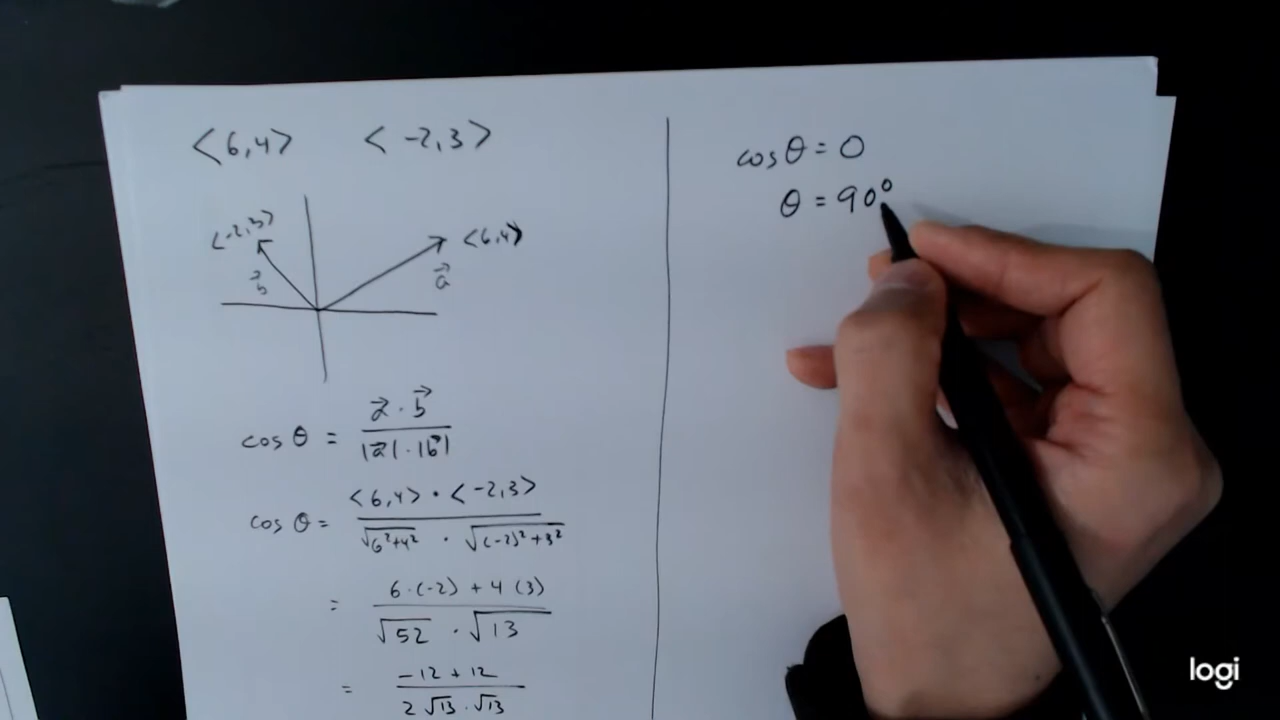 <6,4> <-2,3>
<-2,3>
<6,4>
b⃗
a⃗
cos θ = a⃗ · b⃗ / |a⃗| · |b⃗|
cos θ = <6,4> · <-2,3> / √6²+4² · √(-2)²+3²
= 6·(-2) + 4(3) / √52 · √13
= -12 + 12 / 2√13 · √13
cos θ = 0
θ = 90°
logi